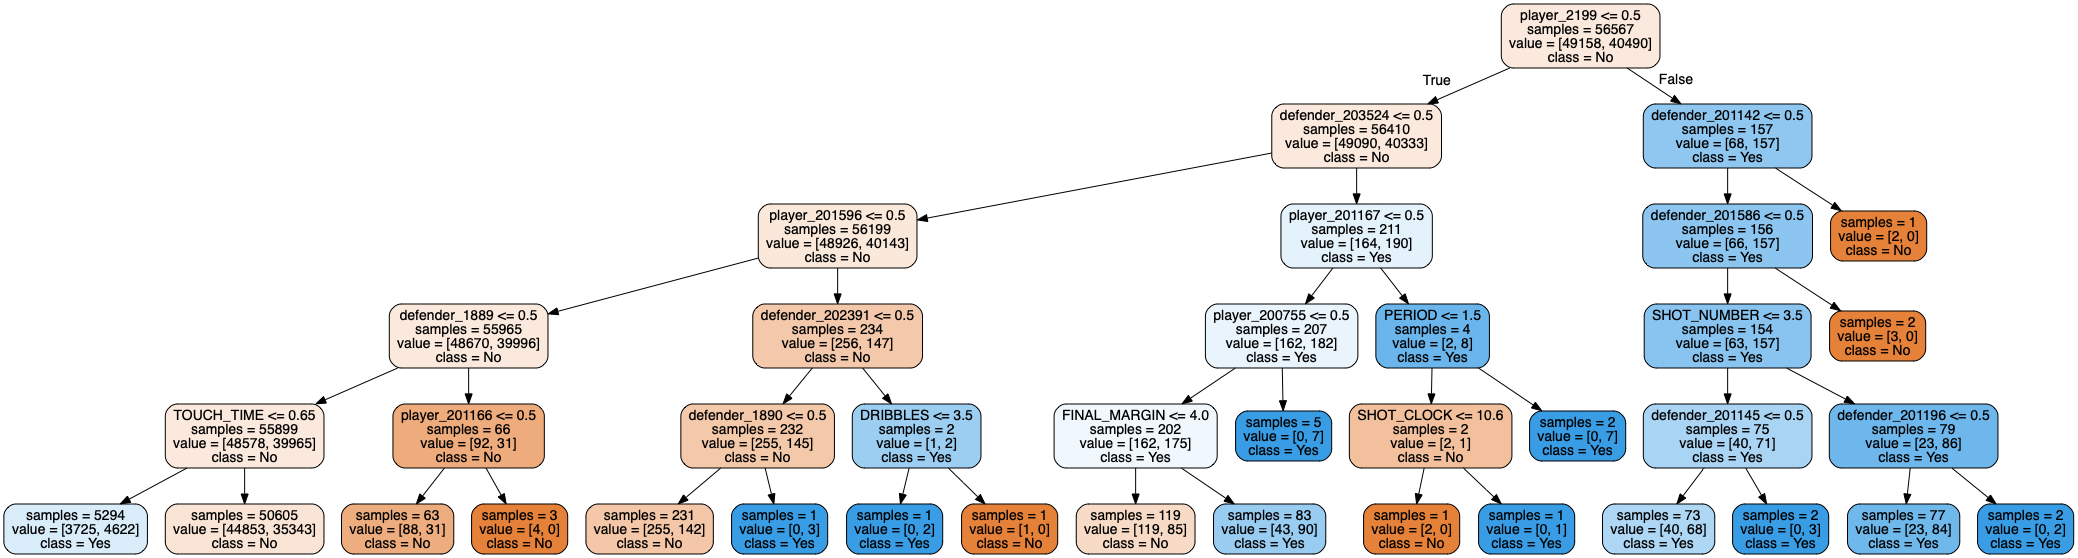 player_2199 <= 0.5
samples = 56567
value = [49158, 40490]
class = No
True
False
defender_203524 <= 0.5
samples = 56410
value = [49090, 40333]
class = No
defender_201142 <= 0.5
samples = 157
value = [68, 157]
class = Yes
player_201596 <= 0.5
samples = 56199
value = [48926, 40143]
class = No
player_201167 <= 0.5
samples = 211
value = [164, 190]
class = Yes
defender_201586 <= 0.5
samples = 156
value = [66, 157]
class = Yes
samples = 1
value = [2, 0]
class = No
defender_1889 <= 0.5
samples = 55965
value = [48670, 39996]
class = No
defender_202391 <= 0.5
samples = 234
value = [256, 147]
class = No
player_200755 <= 0.5
samples = 207
value = [162, 182]
class = Yes
PERIOD <= 1.5
samples = 4
value = [2, 8]
class = Yes
SHOT_NUMBER <= 3.5
samples = 154
value = [63, 157]
class = Yes
samples = 2
value = [3, 0]
class = No
TOUCH_TIME <= 0.65
samples = 55899
value = [48578, 39965]
class = No
player_201166 <= 0.5
samples = 66
value = [92, 31]
class = No
defender_1890 <= 0.5
samples = 232
value = [255, 145]
class = No
DRIBBLES <= 3.5
samples = 2
value = [1, 2]
class = Yes
FINAL_MARGIN <= 4.0
samples = 202
value = [162, 175]
class = Yes
samples = 5
value = [0, 7]
class = Yes
SHOT_CLOCK <= 10.6
samples = 2
value = [2, 1]
class = No
samples = 2
value = [0, 7]
class = Yes
defender_201145 <= 0.5
samples = 75
value = [40, 71]
class = Yes
defender_201196 <= 0.5
samples = 79
value = [23, 86]
class = Yes
samples = 5294
value = [3725, 4622]
class = Yes
samples = 50605
value = [44853, 35343]
class = No
samples = 63
value = [88, 31]
class = No
samples = 3
value = [4, 0]
class = No
samples = 231
value = [255, 142]
class = No
samples = 1
value = [0, 3]
class = Yes
samples = 1
value = [0, 2]
class = Yes
samples = 1
value = [1, 0]
class = No
samples = 119
value = [119, 85]
class = No
samples = 83
value = [43, 90]
class = Yes
samples = 1
value = [2, 0]
class = No
samples = 1
value = [0, 1]
class = Yes
samples = 73
value = [40, 68]
class = Yes
samples = 2
value = [0, 3]
class = Yes
samples = 77
value = [23, 84]
class = Yes
samples = 2
value = [0, 2]
class = Yes